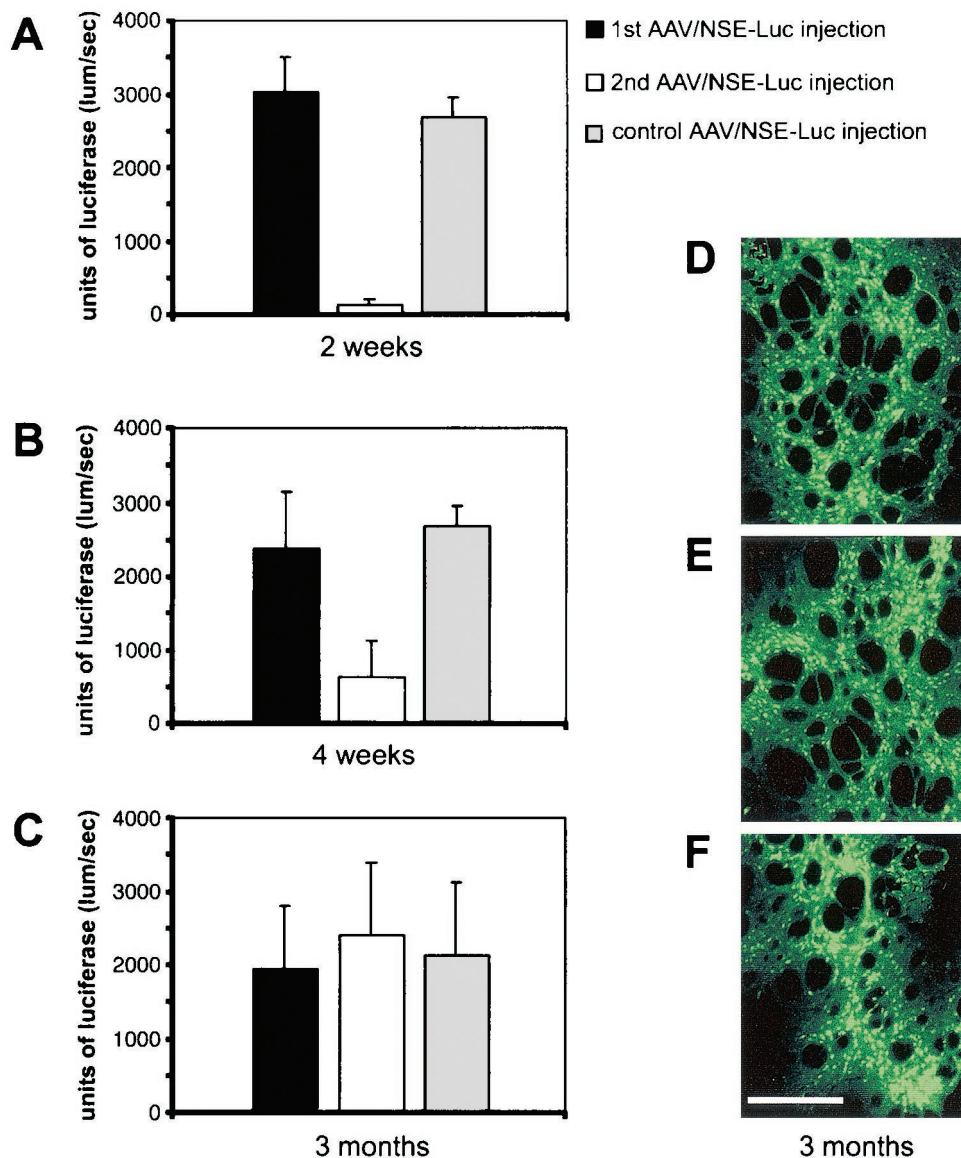 A
units of luciferase (lum/sec)
4000
3000
2000
1000
0
2 weeks
1st AAV/NSE-Luc injection
2nd AAV/NSE-Luc injection
control AAV/NSE-Luc injection
B
units of luciferase (lum/sec)
4000
3000
2000
1000
0
4 weeks
C
units of luciferase (lum/sec)
4000
3000
2000
1000
0
3 months
D
E
F
3 months